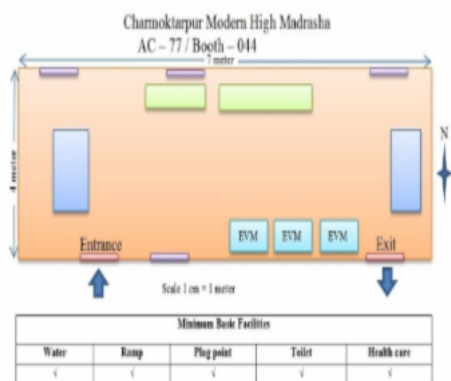 Charmoktarpur Modern High Madrasha
AC – 77 / Booth – 044
7 meter
4 meter
N
EVM EVM EVM
Entrance Exit
Scale 1 cm = 1 meter
Minimum Basic Facilities
Water Ramp Plug point Toilet Health care
√ √ √ √ √